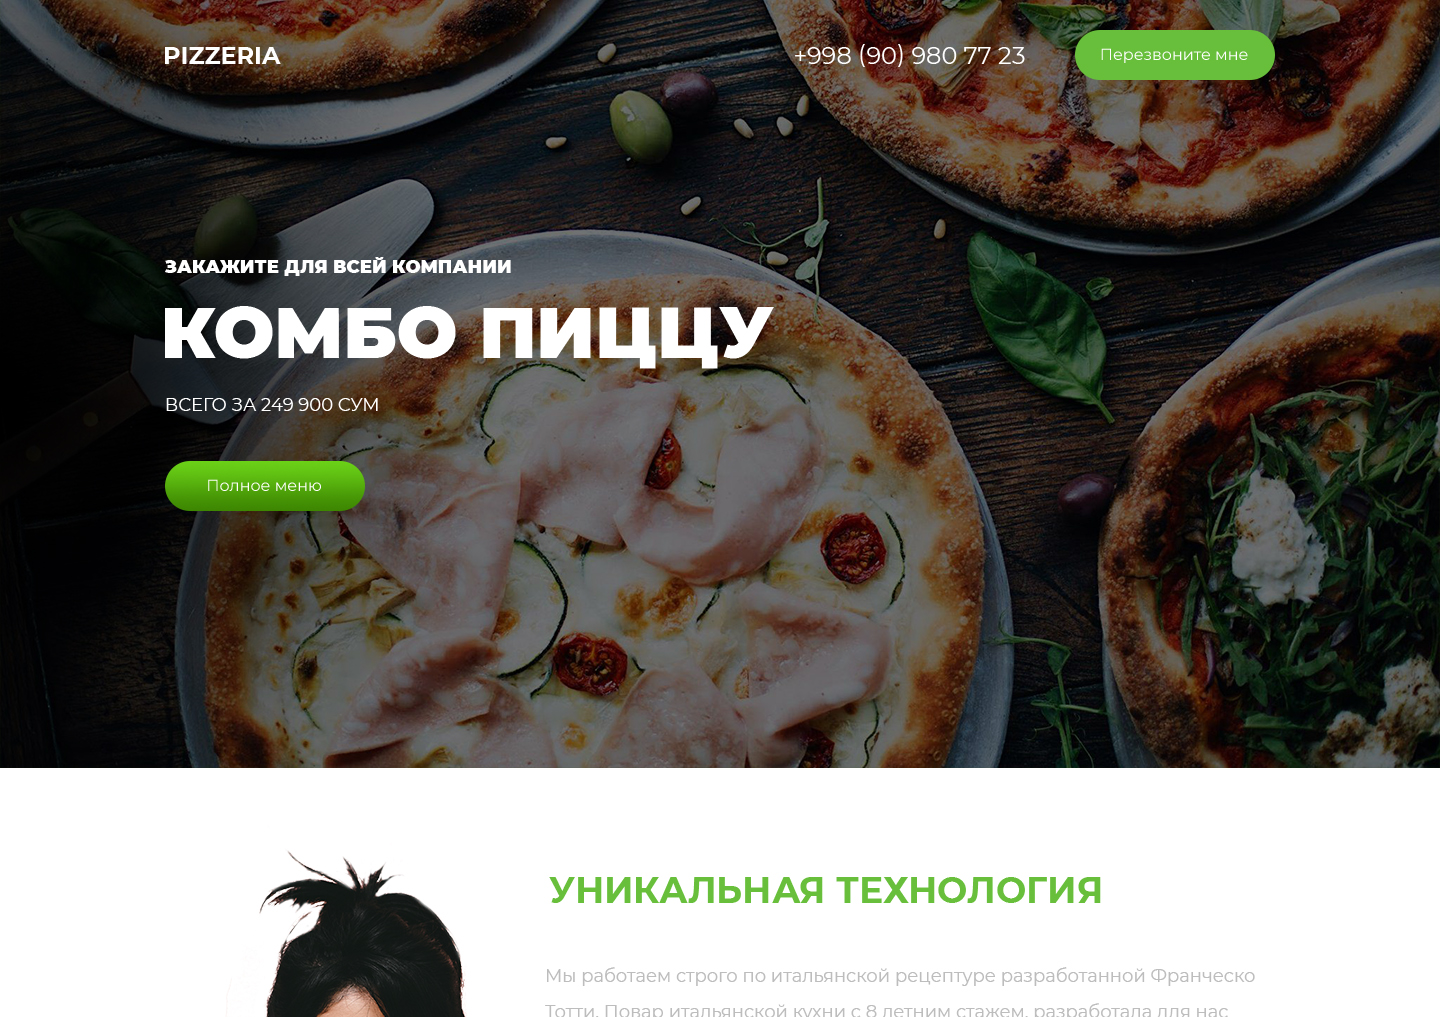 PIZZERIA
+998 (90) 980 77 23
Перезвоните мне
ЗАКАЖИТЕ ДЛЯ ВСЕЙ КОМПАНИИ
КОМБО ПИЦЦУ
ВСЕГО ЗА 249 900 СУМ
Полное меню
УНИКАЛЬНАЯ ТЕХНОЛОГИЯ
Мы работаем строго по итальянской рецептуре разработанной Франческо
Тотти. Повар итальянской кухни с 8 летним стажем, разработала для нас